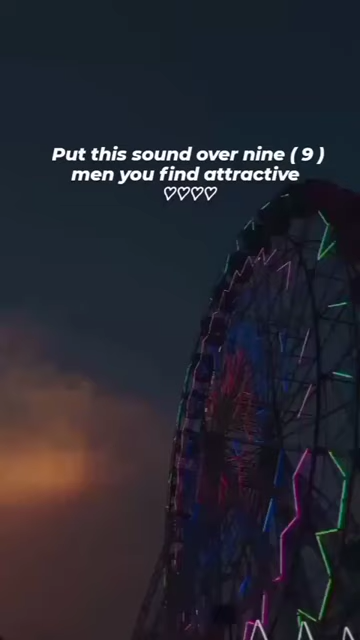 Put this sound over nine ( 9 )
men you find attractive
♡♡♡♡